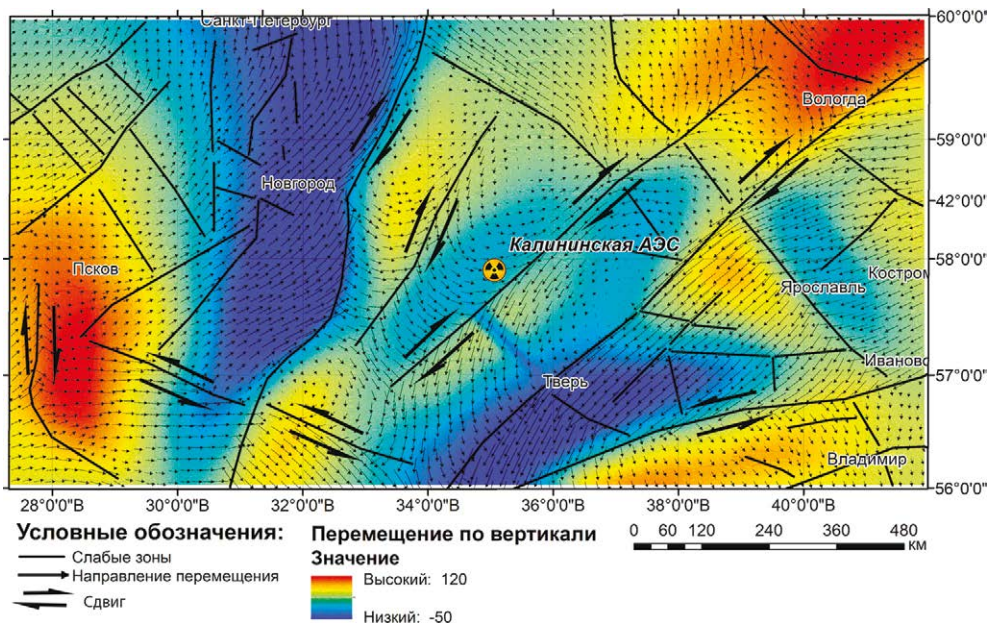 Санкт-Петербург
60°0'0"
Вологда
59°0'0"
Новгород
42°0'0"
Калининская АЭС
Псков
58°0'0"
Костром
Ярославль
Иваново
57°0'0"
Тверь
Владимир
56°0'0"
28°0'0"В 30°0'0"В 32°0'0"В 34°0'0"В 36°0'0"В 38°0'0"В 40°0'0"В
Условные обозначения:
Слабые зоны
Направление перемещения
Сдвиг
Перемещение по вертикали
Значение
Высокий: 120
Низкий: -50
0 60 120 240 360 480
км